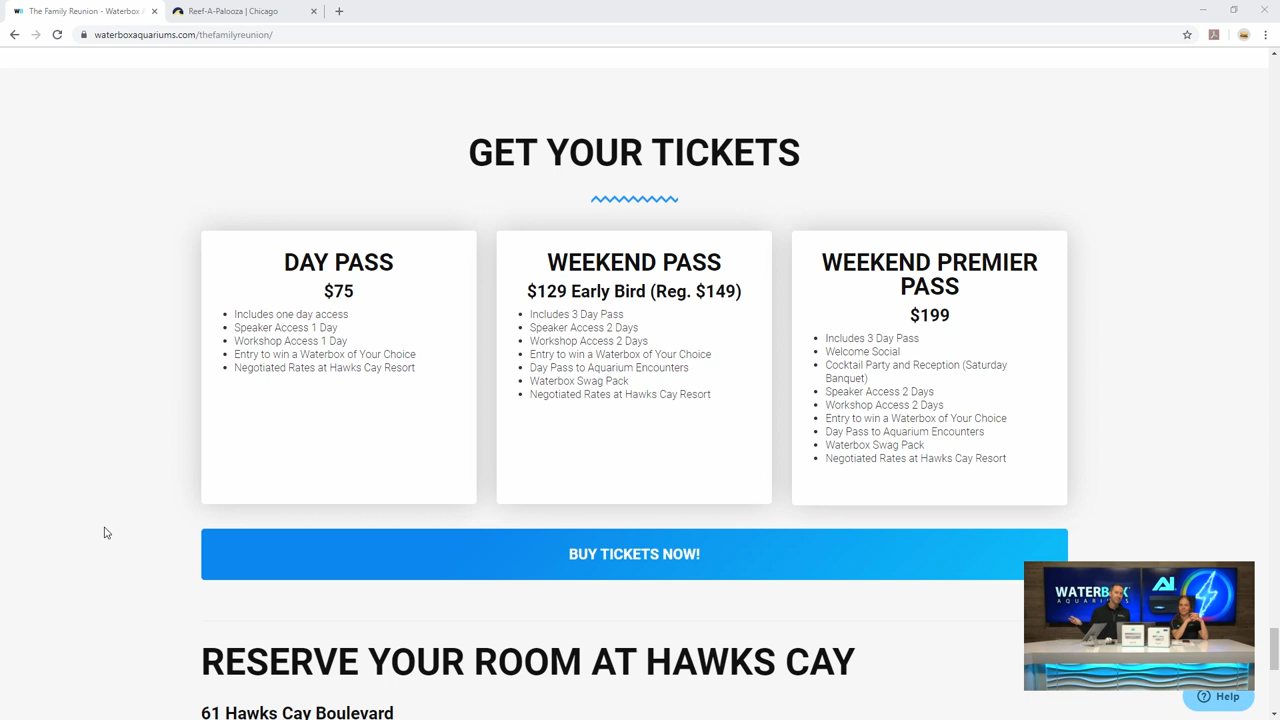 The Family Reunion - Waterbox A
Reef-A-Palooza | Chicago
waterboxaquariums.com/thefamilyreunion/
GET YOUR TICKETS
DAY PASS
$75
Includes one day access
Speaker Access 1 Day
Workshop Access 1 Day
Entry to win a Waterbox of Your Choice
Negotiated Rates at Hawks Cay Resort
WEEKEND PASS
$129 Early Bird (Reg. $149)
Includes 3 Day Pass
Speaker Access 2 Days
Workshop Access 2 Days
Entry to win a Waterbox of Your Choice
Day Pass to Aquarium Encounters
Waterbox Swag Pack
Negotiated Rates at Hawks Cay Resort
WEEKEND PREMIER
PASS
$199
Includes 3 Day Pass
Welcome Social
Cocktail Party and Reception (Saturday
Banquet)
Speaker Access 2 Days
Workshop Access 2 Days
Entry to win a Waterbox of Your Choice
Day Pass to Aquarium Encounters
Waterbox Swag Pack
Negotiated Rates at Hawks Cay Resort
BUY TICKETS NOW!
WATERBOX
AQUARIUMS
AI
RESERVE YOUR ROOM AT HAWKS CAY
61 Hawks Cay Boulevard
Help